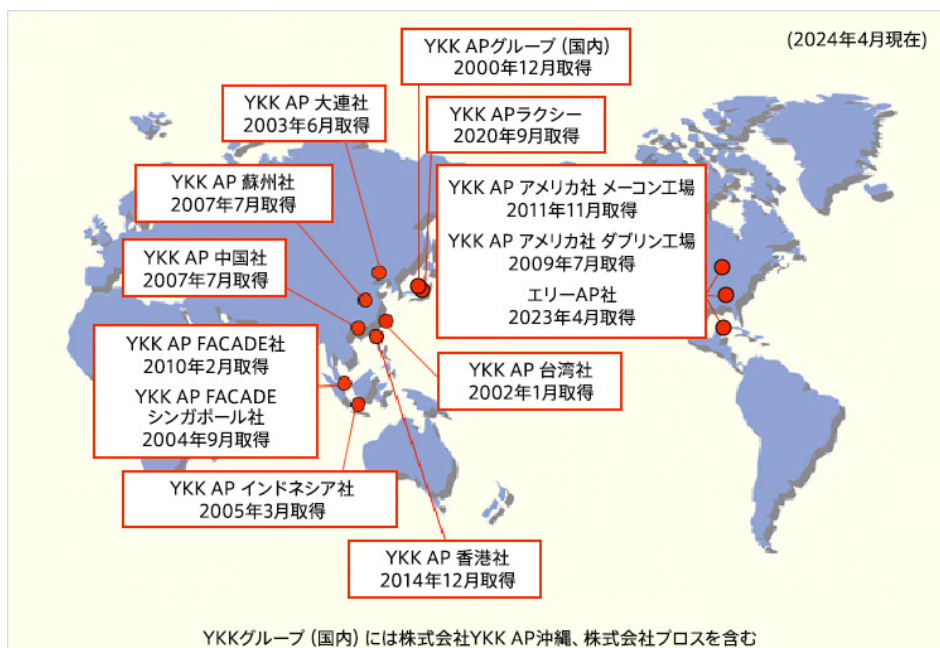 (2024年4月現在)
YKK APグループ (国内)
2000年12月取得
YKK AP 大連社
2003年6月取得
YKK APラクシー
2020年9月取得
YKK AP 蘇州社
2007年7月取得
YKK AP アメリカ社 メーコン工場
2011年11月取得
YKK AP アメリカ社 ダブリン工場
2009年7月取得
エリーAP社
2023年4月取得
YKK AP 中国社
2007年7月取得
YKK AP FACADE社
2010年2月取得
YKK AP FACADE
シンガポール社
2004年9月取得
YKK AP 台湾社
2002年1月取得
YKK AP インドネシア社
2005年3月取得
YKK AP 香港社
2014年12月取得
YKKグループ (国内) には株式会社YKK AP沖縄、株式会社プロスを含む